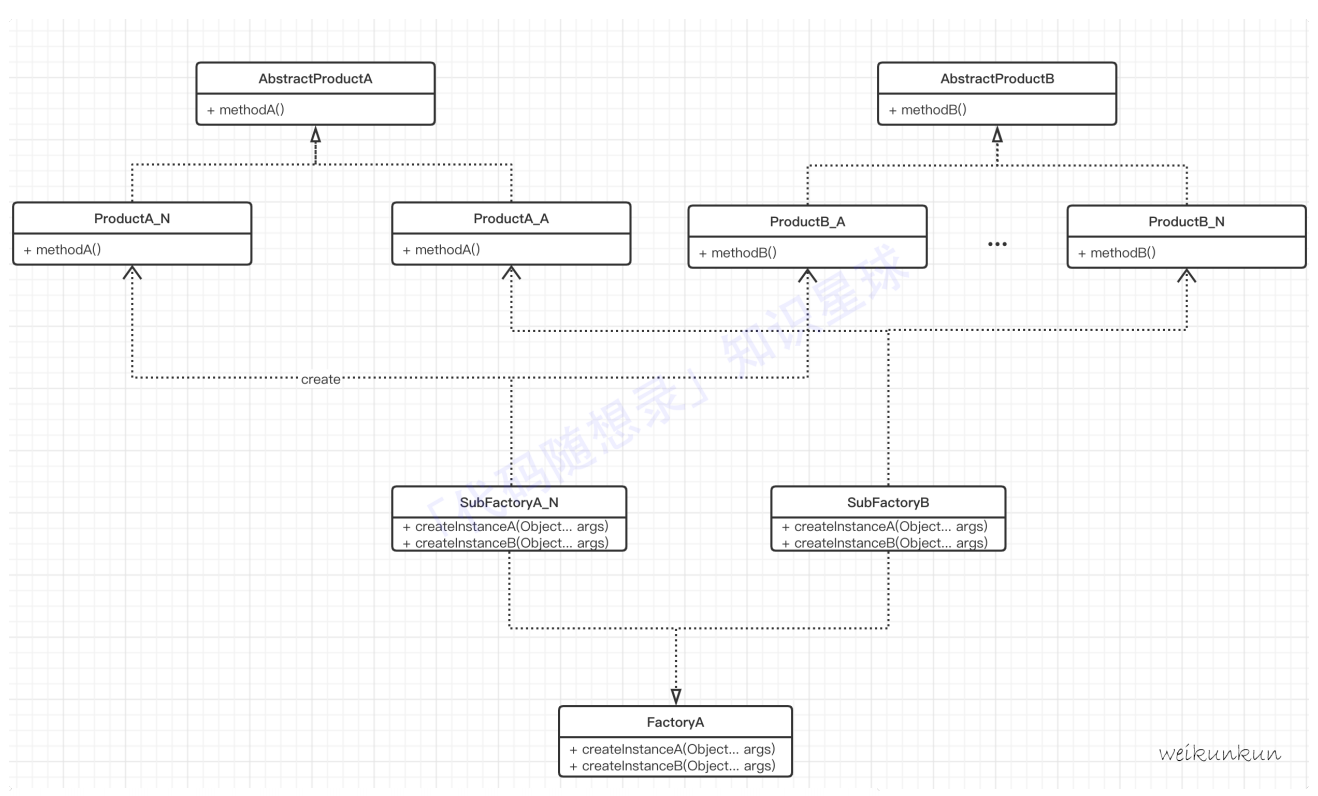 AbstractProductA
+ methodA()
AbstractProductB
+ methodB()
ProductA_N
+ methodA()
ProductA_A
+ methodA()
ProductB_A
+ methodB()
...
ProductB_N
+ methodB()
create
「代码随想录」知识星球
SubFactoryA_N
+ createInstanceA(Object... args)
+ createInstanceB(Object... args)
SubFactoryB
+ createInstanceA(Object... args)
+ createInstanceB(Object... args)
FactoryA
+ createInstanceA(Object... args)
+ createInstanceB(Object... args)
weikunkun